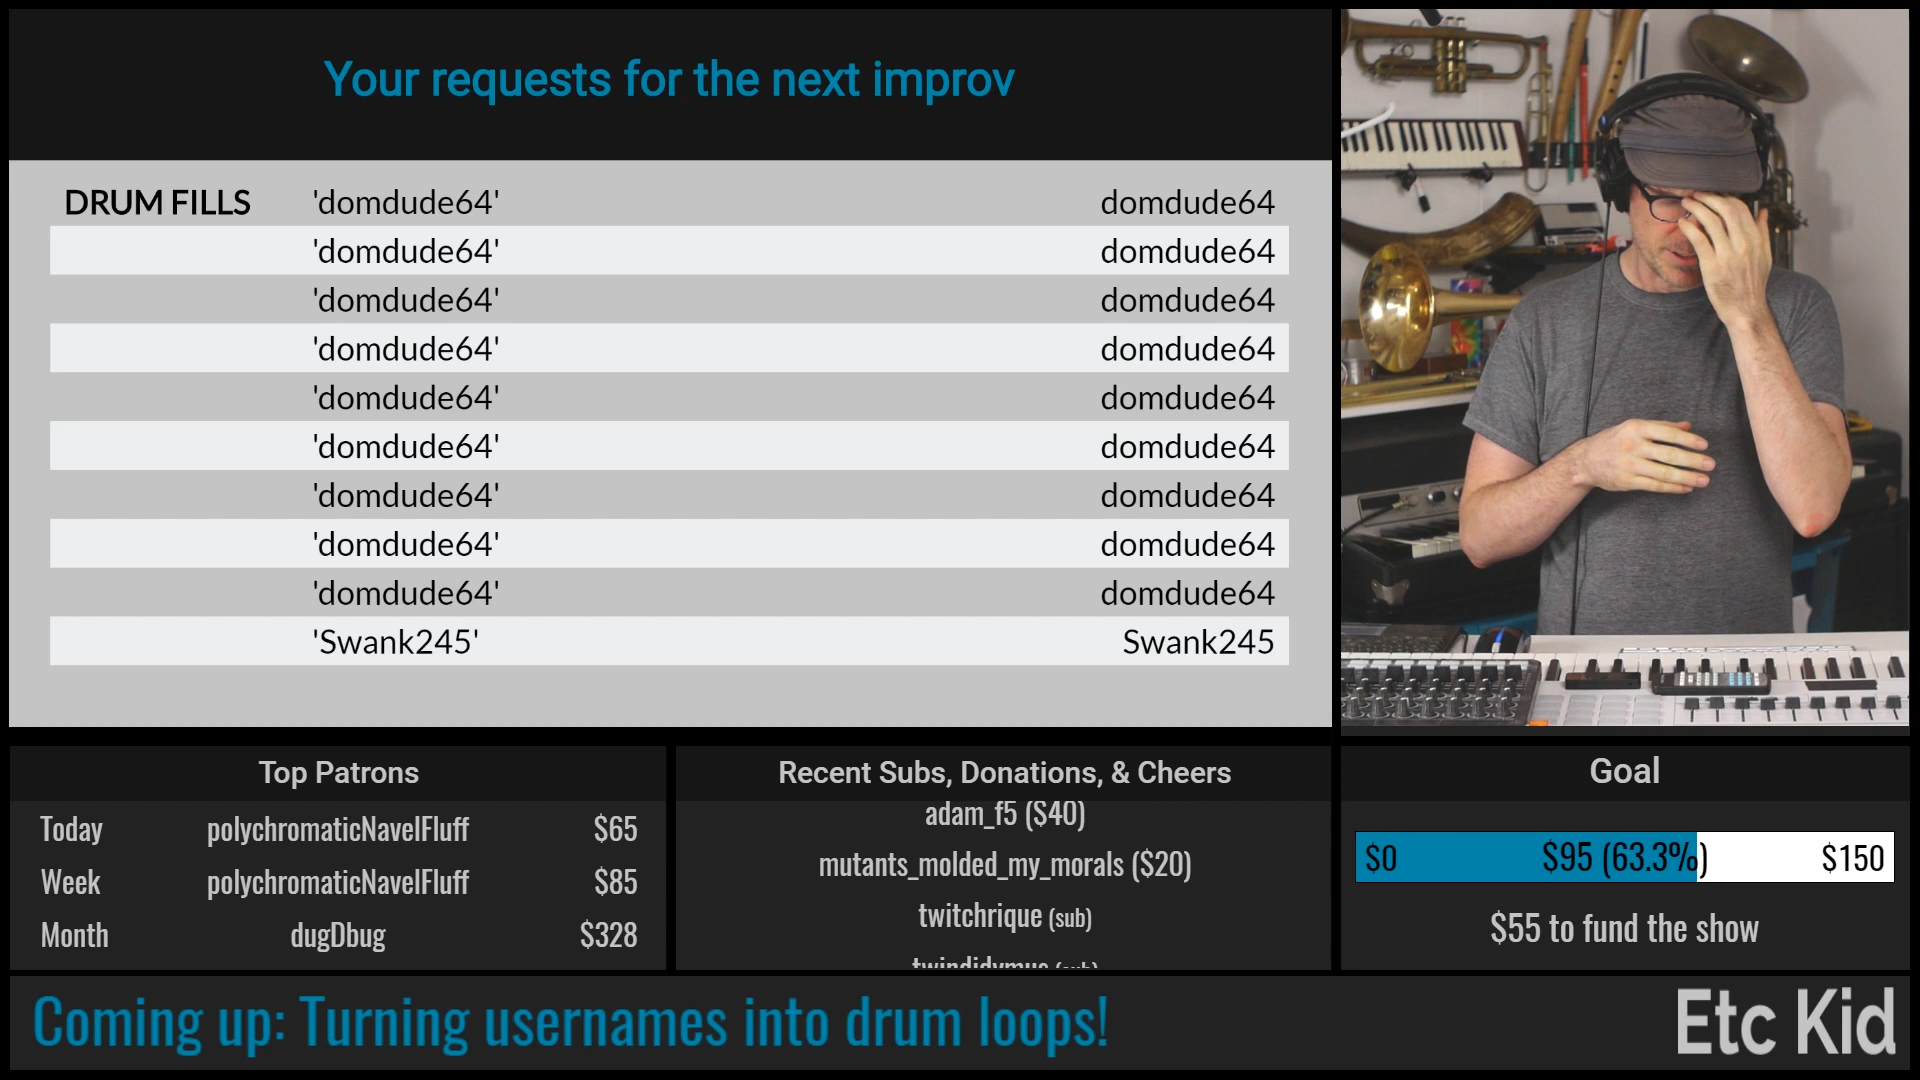 Your requests for the next improv
DRUM FILLS 'domdude64' domdude64
'domdude64' domdude64
'domdude64' domdude64
'domdude64' domdude64
'domdude64' domdude64
'domdude64' domdude64
'domdude64' domdude64
'domdude64' domdude64
'domdude64' domdude64
'Swank245' Swank245
Top Patrons
Today polychromaticNavelFluff $65
Week polychromaticNavelFluff $85
Month dugDbug $328
Recent Subs, Donations, & Cheers
adam_f5 ($40)
mutants_molded_my_morals ($20)
twitchrique (sub)
Goal
$0 $95 (63.3%) $150
$55 to fund the show
Coming up: Turning usernames into drum loops!
Etc Kid